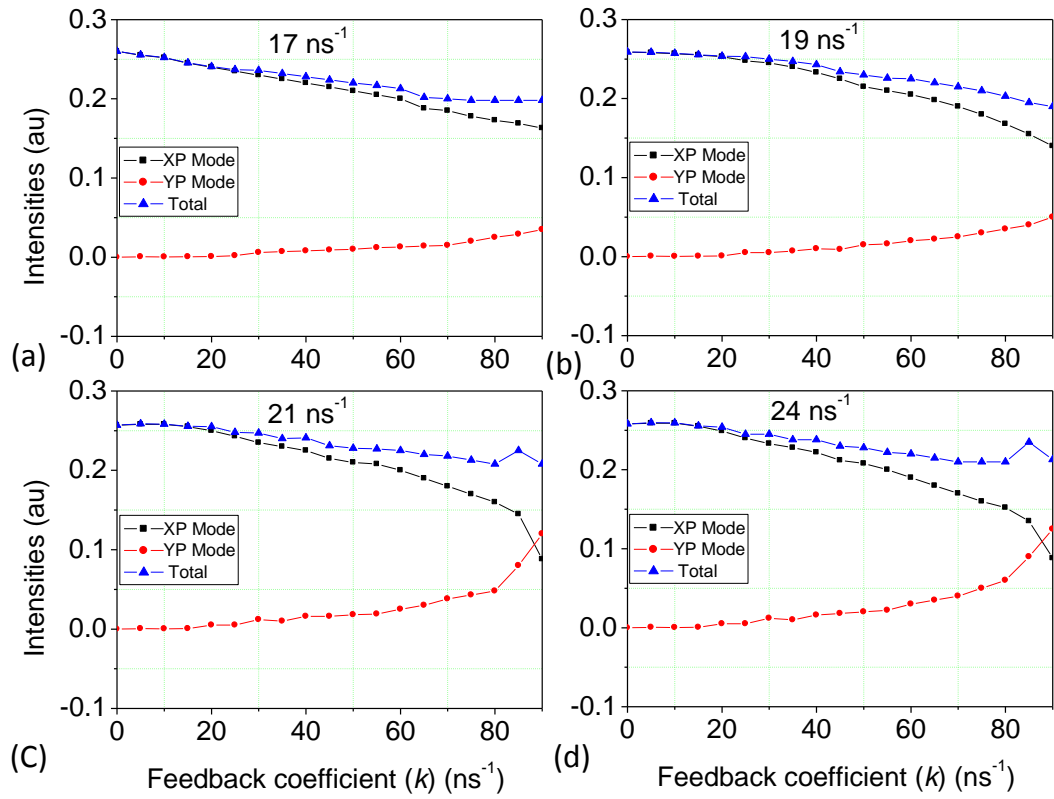 17 ns-1
0.3
0.2
0.1
0.0
-0.1
Intensities (au)
XP Mode
YP Mode
Total
0 20 40 60 80
(a)
19 ns-1
0.3
0.2
0.1
0.0
-0.1
XP Mode
YP Mode
Total
0 20 40 60 80
(b)
21 ns-1
0.3
0.2
0.1
0.0
-0.1
Intensities (au)
XP Mode
YP Mode
Total
0 20 40 60 80
(C)
Feedback coefficient (k) (ns-1)
24 ns-1
0.3
0.2
0.1
0.0
-0.1
XP Mode
YP Mode
Total
0 20 40 60 80
(d)
Feedback coefficient (k) (ns-1)